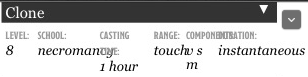 Clone
LEVEL: SCHOOL: CASTING TIME: RANGE: COMPONENTS: DURATION:
8 necromancy 1 hour touch v s m instantaneous